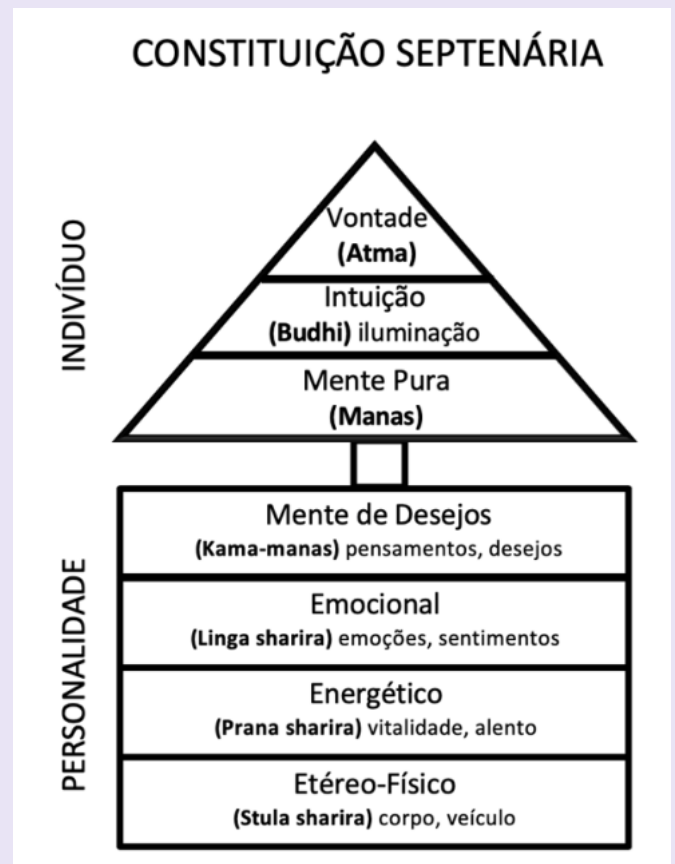 CONSTITUIÇÃO SEPTENÁRIA
INDIVÍDUO
Vontade
(Atma)
Intuição
(Budhi) iluminação
Mente Pura
(Manas)
PERSONALIDADE
Mente de Desejos
(Kama-manas) pensamentos, desejos
Emocional
(Linga sharira) emoções, sentimentos
Energético
(Prana sharira) vitalidade, alento
Etéreo-Físico
(Stula sharira) corpo, veículo